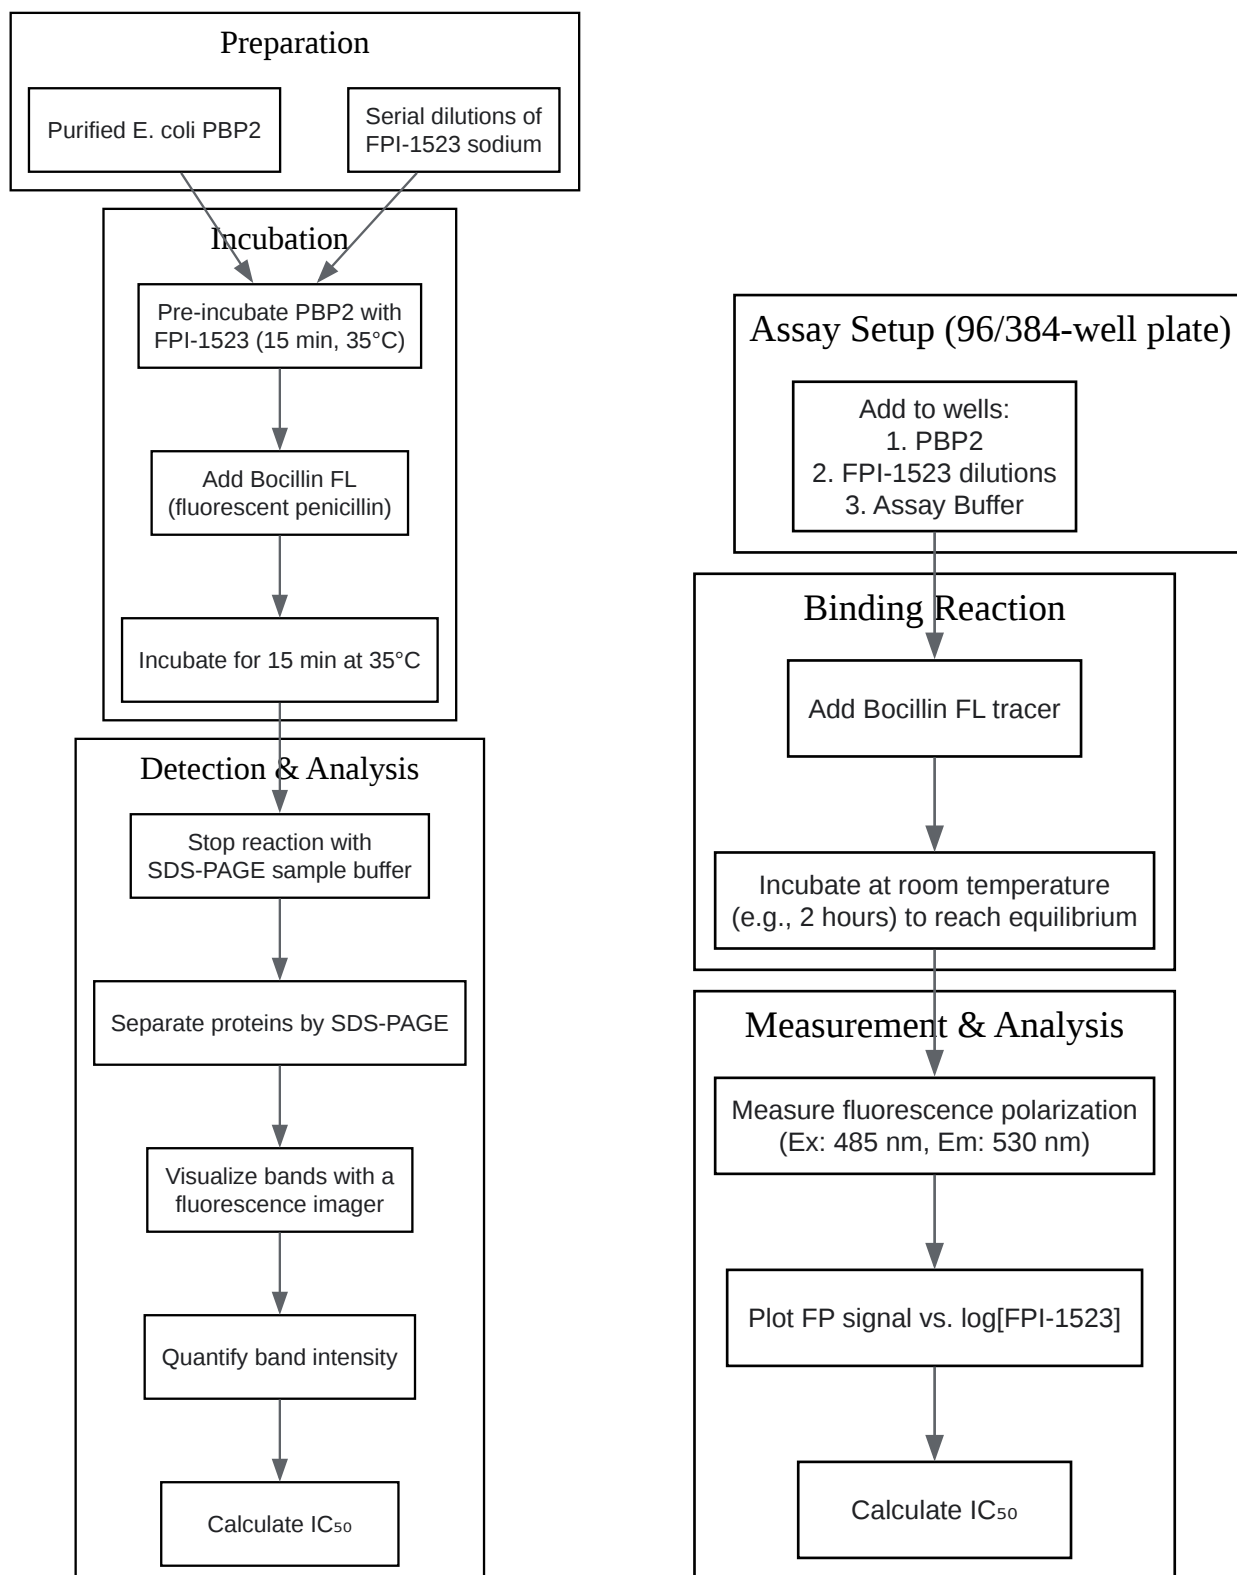 Preparation
Purified E. coli PBP2
Serial dilutions of
FPI-1523 sodium
Incubation
Pre-incubate PBP2 with
FPI-1523 (15 min, 35°C)
Add Bocillin FL
(fluorescent penicillin)
Incubate for 15 min at 35°C
Detection & Analysis
Stop reaction with
SDS-PAGE sample buffer
Separate proteins by SDS-PAGE
Visualize bands with a
fluorescence imager
Quantify band intensity
Calculate IC₅₀
Assay Setup (96/384-well plate)
Add to wells:
1. PBP2
2. FPI-1523 dilutions
3. Assay Buffer
Binding Reaction
Add Bocillin FL tracer
Incubate at room temperature
(e.g., 2 hours) to reach equilibrium
Measurement & Analysis
Measure fluorescence polarization
(Ex: 485 nm, Em: 530 nm)
Plot FP signal vs. log[FPI-1523]
Calculate IC₅₀